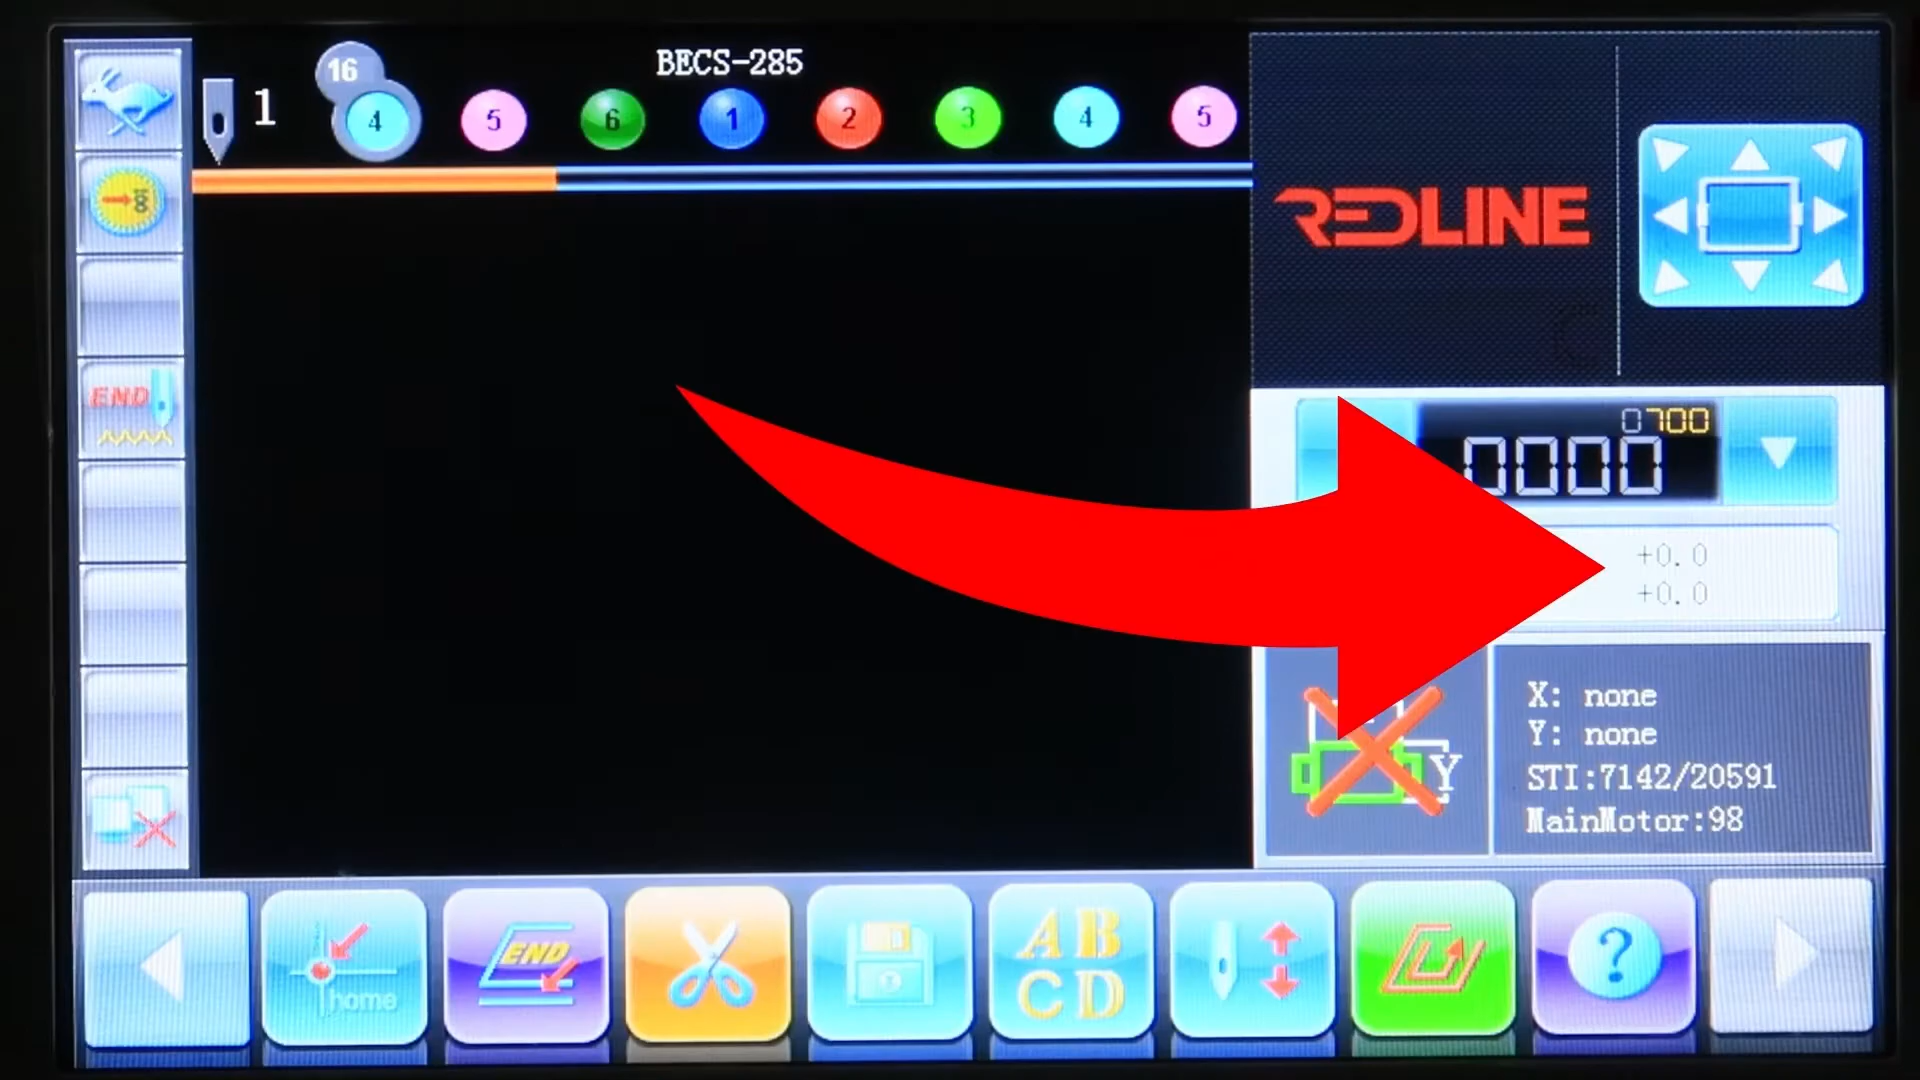 BECS-285
1
16
4 5 6 1 2 3 4 5
REDLINE
END
0700
0000
+0.0
+0.0
Y
X: none
Y: none
STI:7142/20591
MainMotor:98
home
END
AB
CD
?